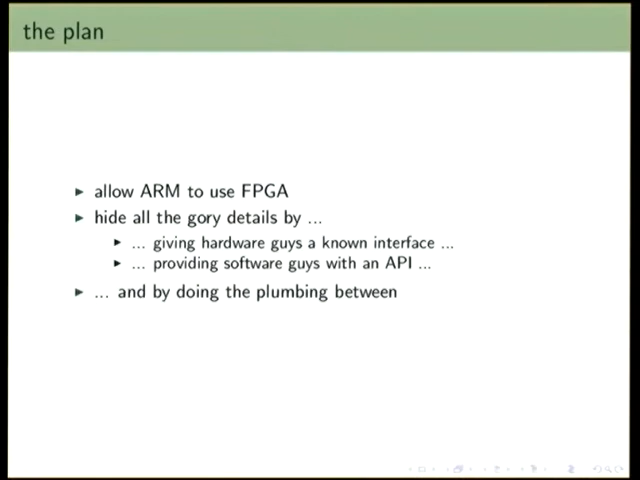 the plan
allow ARM to use FPGA
hide all the gory details by ...
... giving hardware guys a known interface ...
... providing software guys with an API ...
... and by doing the plumbing between